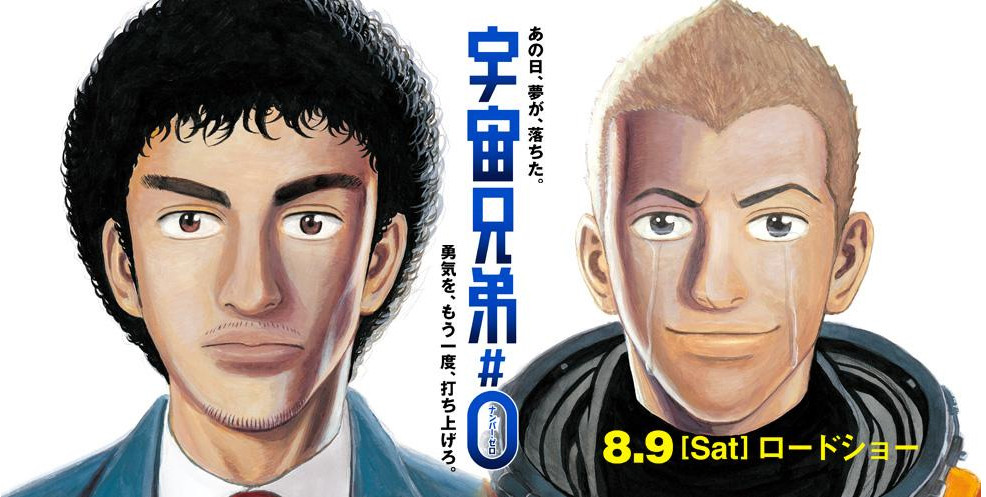 あの日、夢が、落ちた。
宇宙兄弟#0
ナンバー・ゼロ
勇気を、もう一度、打ち上げろ。
8.9[Sat]ロードショー